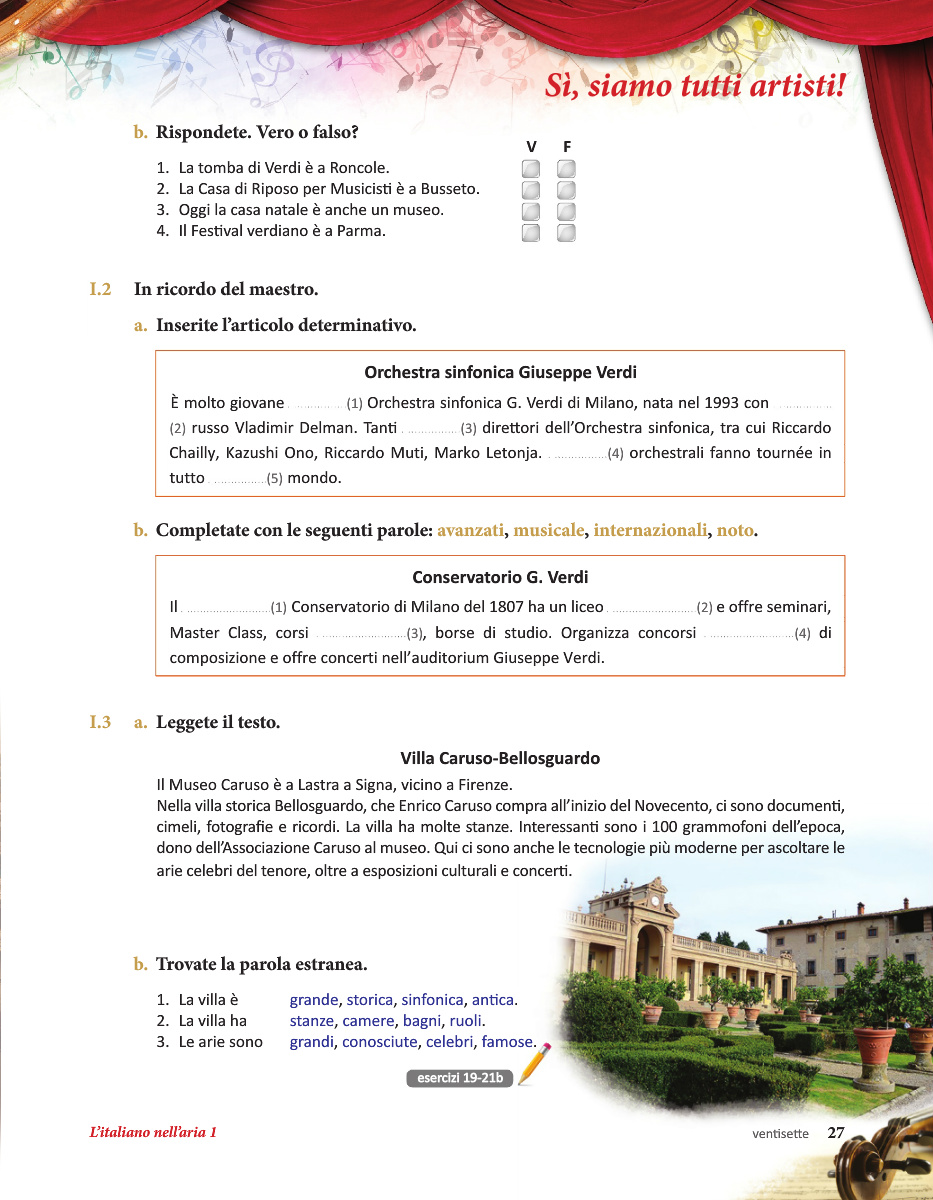 Sì, siamo tutti artisti!
b. Rispondete. Vero o falso?
V F
1. La tomba di Verdi è a Roncole.
2. La Casa di Riposo per Musicisti è a Busseto.
3. Oggi la casa natale è anche un museo.
4. Il Festival verdiano è a Parma.
I.2 In ricordo del maestro.
a. Inserite l'articolo determinativo.
Orchestra sinfonica Giuseppe Verdi
È molto giovane ................ (1) Orchestra sinfonica G. Verdi di Milano, nata nel 1993 con ................
(2) russo Vladimir Delman. Tanti ................ (3) direttori dell'Orchestra sinfonica, tra cui Riccardo
Chailly, Kazushi Ono, Riccardo Muti, Marko Letonja. ................(4) orchestrali fanno tournée in
tutto ................(5) mondo.
b. Completate con le seguenti parole: avanzati, musicale, internazionali, noto.
Conservatorio G. Verdi
Il ...........................(1) Conservatorio di Milano del 1807 ha un liceo ........................... (2) e offre seminari,
Master Class, corsi ...........................(3), borse di studio. Organizza concorsi ...........................(4) di
composizione e offre concerti nell'auditorium Giuseppe Verdi.
I.3 a. Leggete il testo.
Villa Caruso-Bellosguardo
Il Museo Caruso è a Lastra a Signa, vicino a Firenze.
Nella villa storica Bellosguardo, che Enrico Caruso compra all'inizio del Novecento, ci sono documenti,
cimeli, fotografie e ricordi. La villa ha molte stanze. Interessanti sono i 100 grammofoni dell'epoca,
dono dell'Associazione Caruso al museo. Qui ci sono anche le tecnologie più moderne per ascoltare le
arie celebri del tenore, oltre a esposizioni culturali e concerti.
b. Trovate la parola estranea.
1. La villa è grande, storica, sinfonica, antica.
2. La villa ha stanze, camere, bagni, ruoli.
3. Le arie sono grandi, conosciute, celebri, famose.
esercizi 19-21b
L'italiano nell'aria 1
ventisette 27